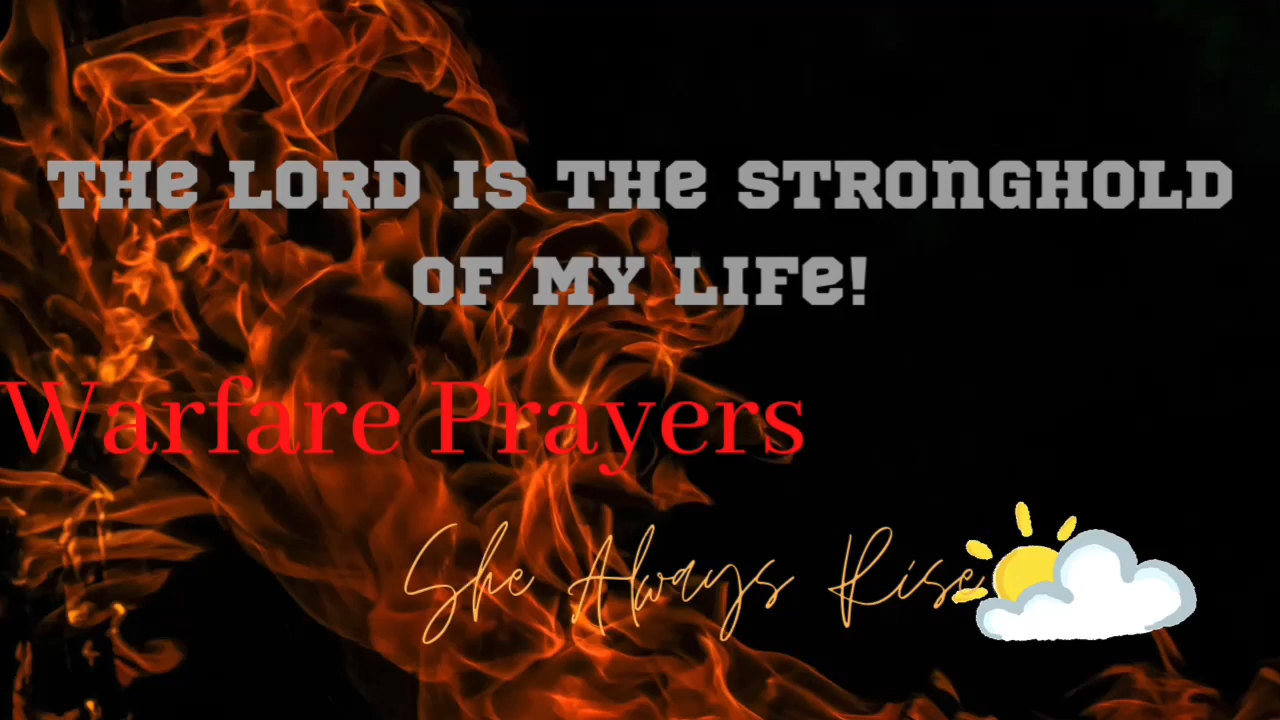 THe LORD IS THe STRONGHOLD
OF MY LIFe!
Warfare Prayers
She Always Rise